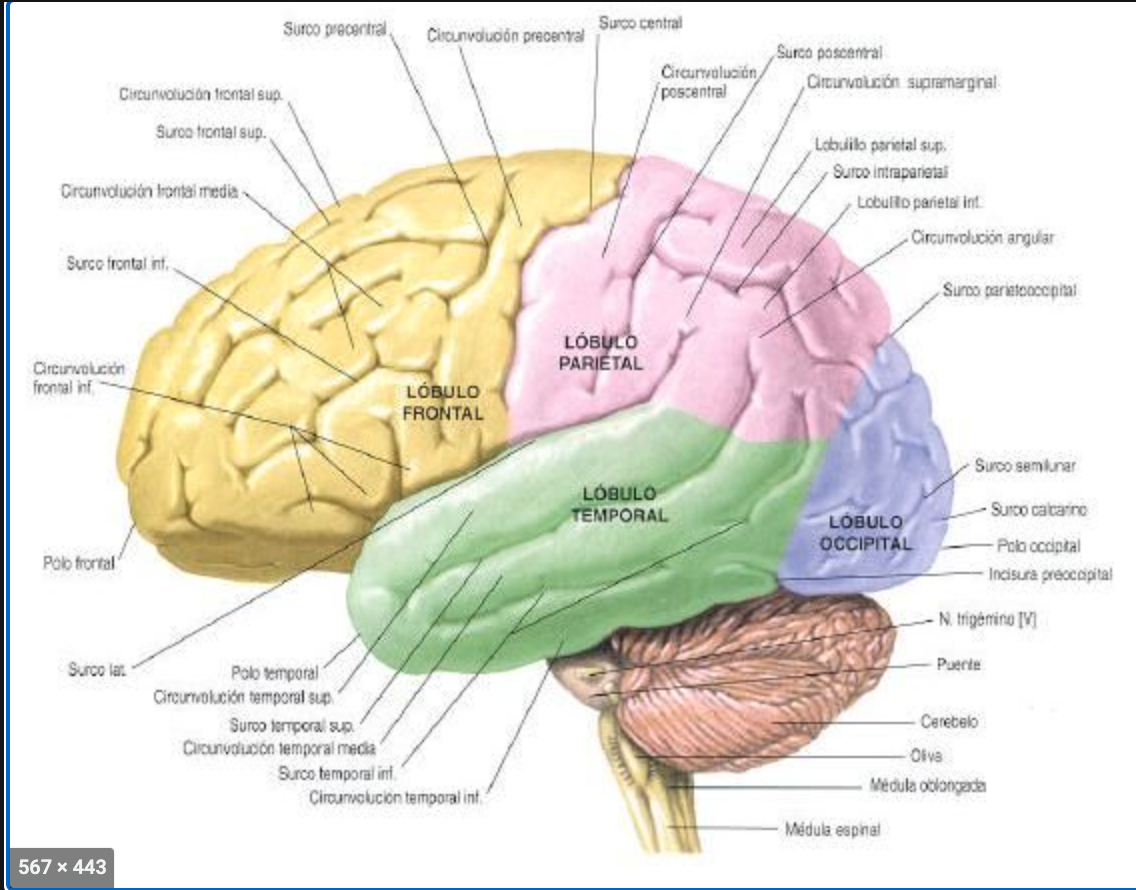 Surco precentral
Circunvolución precentral
Surco central
Surco poscentral
Circunvolución
poscentral
Circunvolución supramarginal
Circunvolución frontal sup.
Surco frontal sup.
Lobulillo parietal sup.
Surco intraparietal
Circunvolución frontal media
Lobulillo parietal inf.
Circunvolución angular
Surco frontal inf.
Surco parietooccipital
LÓBULO
PARIETAL
Circunvolución
frontal inf.
LÓBULO
FRONTAL
Surco semilunar
LÓBULO
TEMPORAL
Surco calcarino
LÓBULO
OCCIPITAL
Polo occipital
Polo frontal
Incisura preoccipital
N. trigémino [V]
Surco lat.
Polo temporal
Puente
Circunvolución temporal sup.
Surco temporal sup.
Cerebelo
Circunvolución temporal media
Oliva
Surco temporal inf.
Médula oblongada
Circunvolución temporal inf.
Médula espinal
567 × 443